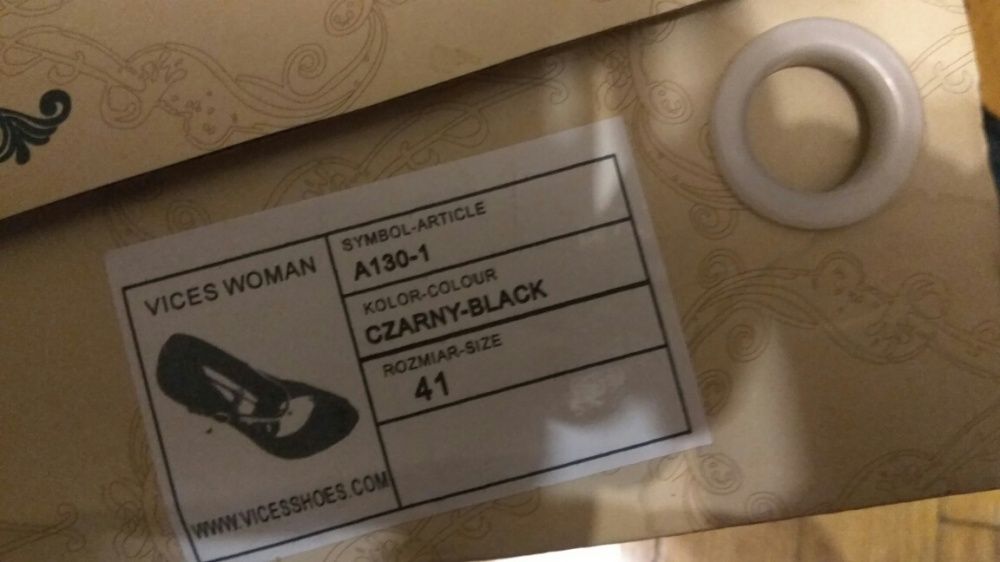 VICES WOMAN
WWW.VICESSHOES.COM
SYMBOL-ARTICLE
A130-1
KOLOR-COLOUR
CZARNY-BLACK
ROZMIAR-SIZE
41